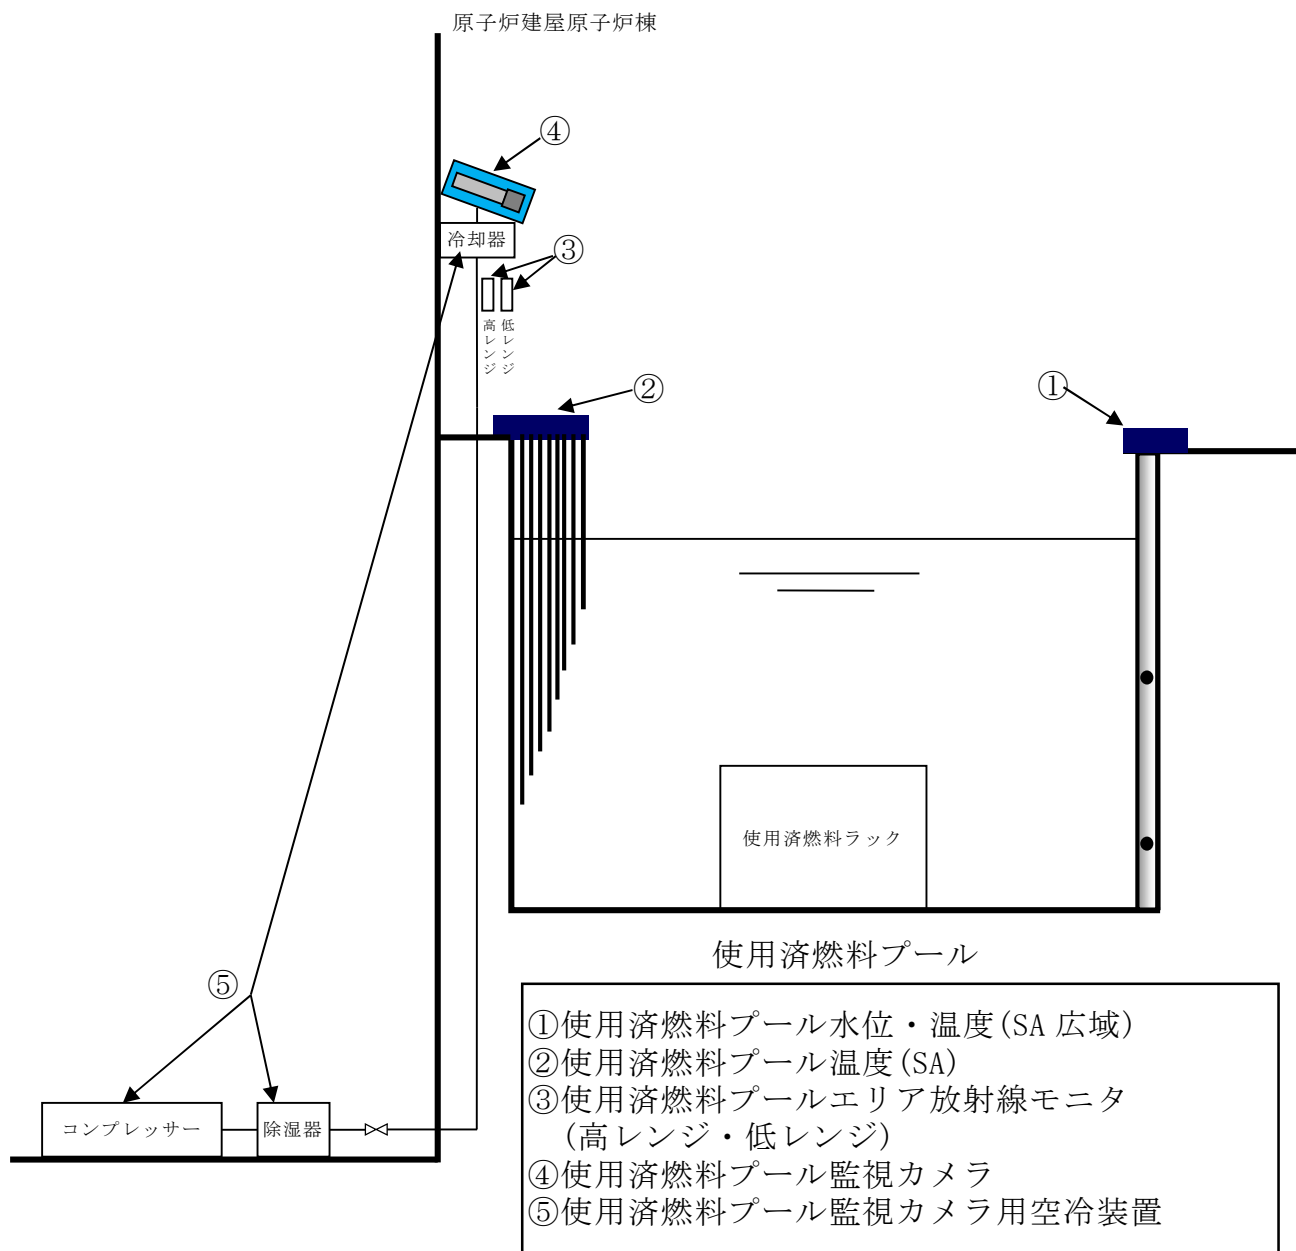 原子炉建屋原子炉棟
④
冷却器
③
高レンジ
低レンジ
②
①
使用済燃料ラック
使用済燃料プール
⑤
コンプレッサー
除湿器
①使用済燃料プール水位・温度(SA 広域)
②使用済燃料プール温度(SA)
③使用済燃料プールエリア放射線モニタ
(高レンジ・低レンジ)
④使用済燃料プール監視カメラ
⑤使用済燃料プール監視カメラ用空冷装置